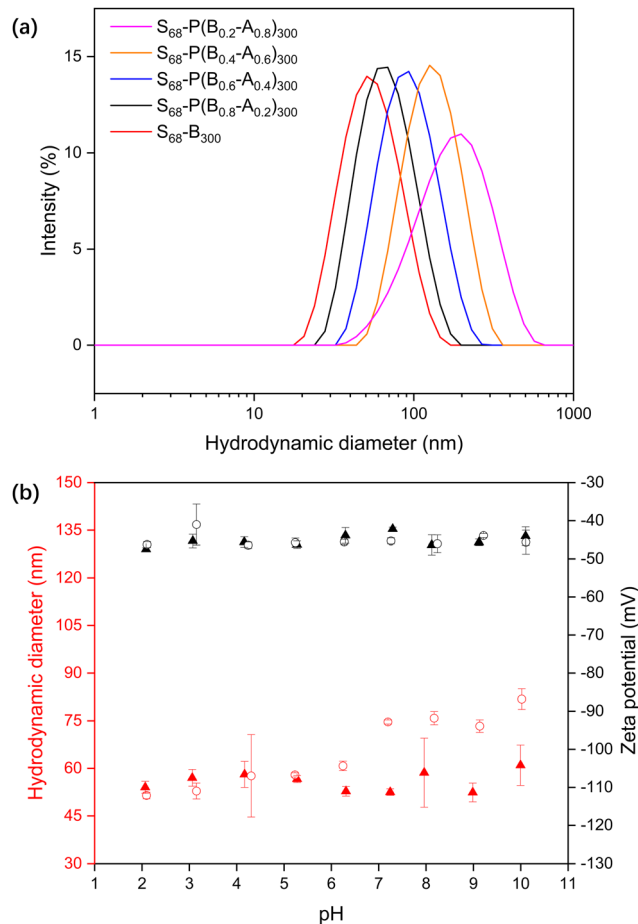 (a)
S₆₈-P(B₀.₂-A₀.₈)₃₀₀
S₆₈-P(B₀.₄-A₀.₆)₃₀₀
S₆₈-P(B₀.₆-A₀.₄)₃₀₀
S₆₈-P(B₀.₈-A₀.₂)₃₀₀
S₆₈-B₃₀₀
15
10
5
0
Intensity (%)
1 10 100 1000
Hydrodynamic diameter (nm)
(b)
150
135
120
105
90
75
60
45
30
Hydrodynamic diameter (nm)
-30
-40
-50
-60
-70
-80
-90
-100
-110
-120
-130
Zeta potential (mV)
1 2 3 4 5 6 7 8 9 10 11
pH